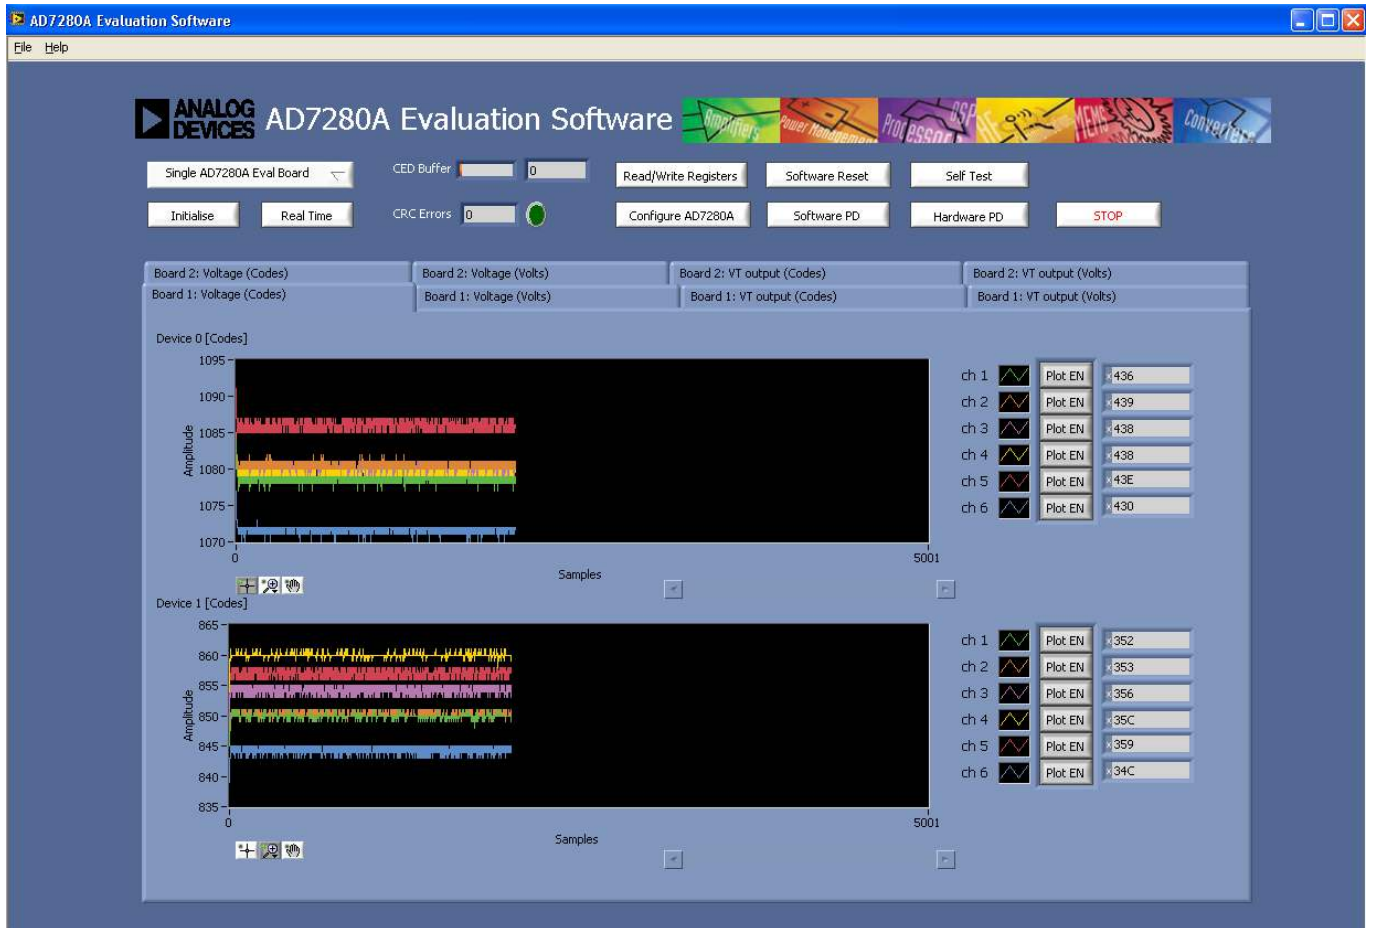 AD7280A Evaluation Software
File Help
ANALOG DEVICES AD7280A Evaluation Software Amplifiers Power Management Processors DSP RF MEMS Converters
Single AD7280A Eval Board CED Buffer 0 Read/Write Registers Software Reset Self Test
Initialise Real Time CRC Errors 0 Configure AD7280A Software PD Hardware PD STOP
Board 2: Voltage (Codes) Board 2: Voltage (Volts) Board 2: VT output (Codes) Board 2: VT output (Volts)
Board 1: Voltage (Codes) Board 1: Voltage (Volts) Board 1: VT output (Codes) Board 1: VT output (Volts)
Device 0 [Codes]
1095
1090
1085
1080
1075
1070
Amplitude
0 5001
Samples
ch 1 Plot EN x 436
ch 2 Plot EN x 439
ch 3 Plot EN x 438
ch 4 Plot EN x 438
ch 5 Plot EN x 43E
ch 6 Plot EN x 430
Device 1 [Codes]
865
860
855
850
845
840
835
Amplitude
0 5001
Samples
ch 1 Plot EN x 352
ch 2 Plot EN x 353
ch 3 Plot EN x 356
ch 4 Plot EN x 35C
ch 5 Plot EN x 359
ch 6 Plot EN x 34C